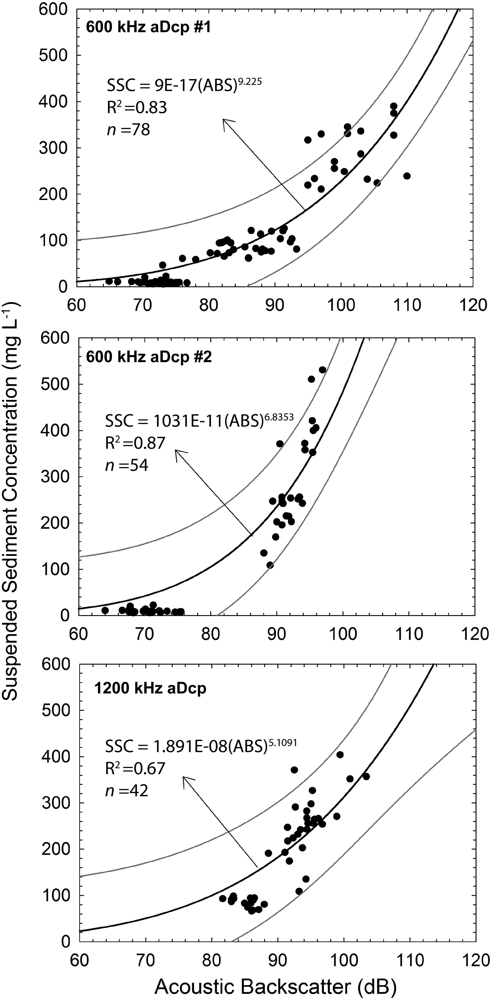 Suspended Sediment Concentration (mg L-1)
600 kHz aDcp #1
SSC = 9E-17(ABS)9.225
R2 =0.83
n =78
600
500
400
300
200
100
0
60 70 80 90 100 110 120
600 kHz aDcp #2
SSC = 1031E-11(ABS)6.8353
R2 =0.87
n =54
600
500
400
300
200
100
0
60 70 80 90 100 110 120
1200 kHz aDcp
SSC = 1.891E-08(ABS)5.1091
R2 =0.67
n =42
600
500
400
300
200
100
0
60 70 80 90 100 110 120
Acoustic Backscatter (dB)